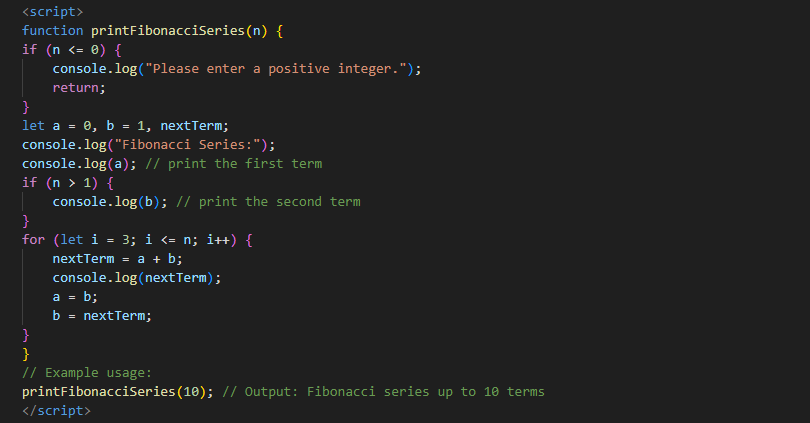 <script>
function printFibonacciSeries(n) {
if (n <= 0) {
    console.log("Please enter a positive integer.");
    return;
}
let a = 0, b = 1, nextTerm;
console.log("Fibonacci Series:");
console.log(a); // print the first term
if (n > 1) {
    console.log(b); // print the second term
}
for (let i = 3; i <= n; i++) {
    nextTerm = a + b;
    console.log(nextTerm);
    a = b;
    b = nextTerm;
}
}
// Example usage:
printFibonacciSeries(10); // Output: Fibonacci series up to 10 terms
</script>